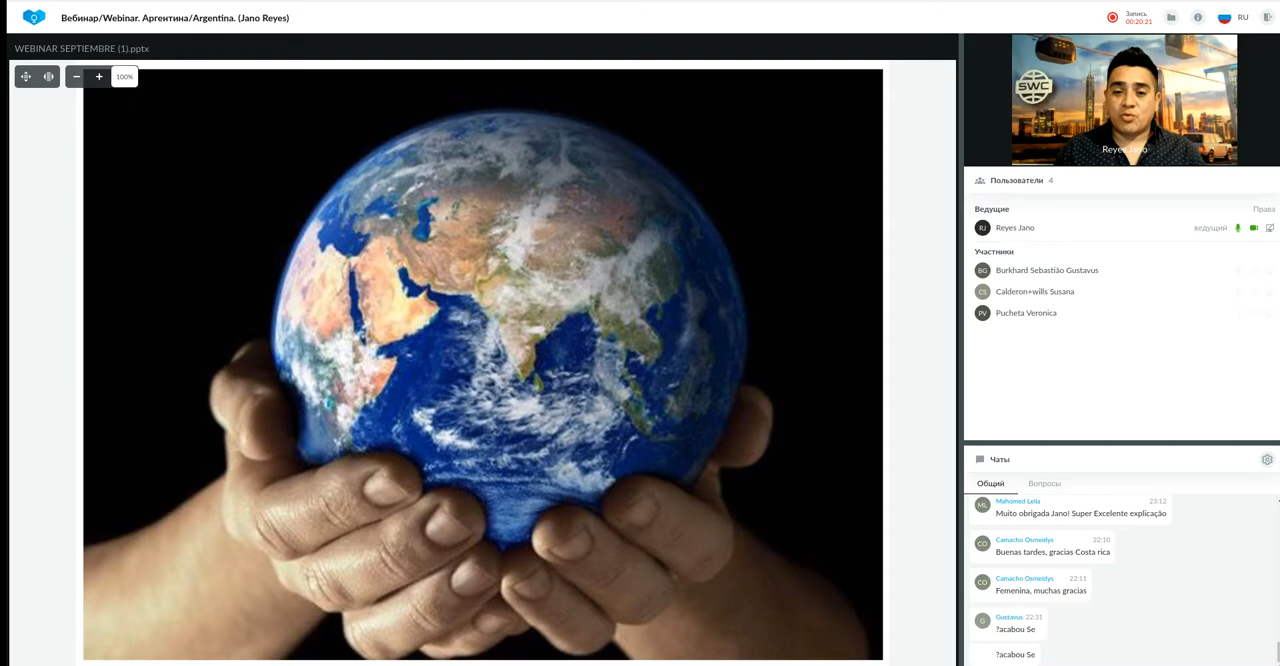 Вебинар/Webinar. Аргентина/Argentina. (Jano Reyes)
Запись
00:20:21
RU
WEBINAR SEPTIEMBRE (1).pptx
100%
SWC
Reyes Jano
Пользователи 4
Ведущие Права
RJ Reyes Jano ведущий
Участники
BG Burkhard Sebastião Gustavus
CS Calderon+wills Susana
PV Pucheta Veronica
Чаты
Общий Вопросы
ML Mahomed Leila 23:12
Muito obrigada Jano! Super Excelente explicação
CO Camacho Osmeidys 22:10
Buenas tardes, gracias Costa rica
CO Camacho Osmeidys 22:11
Femenina, muchas gracias
G Gustavus 22:31
?acabou Se
?acabou Se